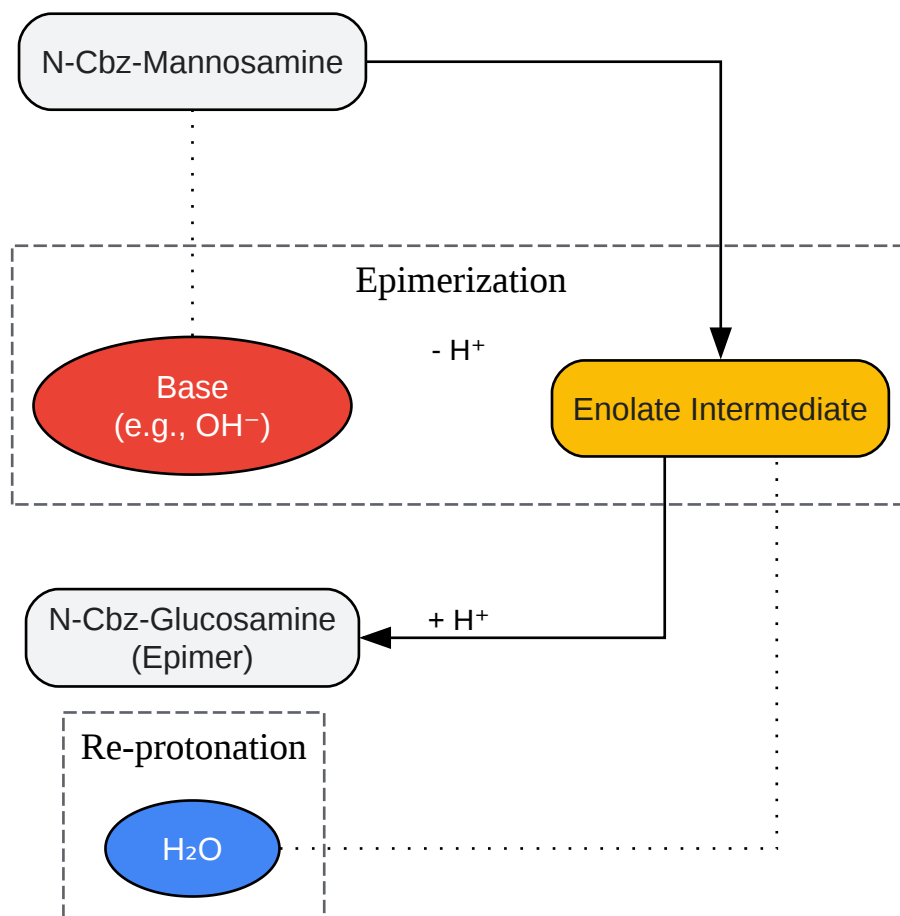 N-Cbz-Mannosamine
Epimerization
- H⁺
Base
(e.g., OH⁻)
Enolate Intermediate
N-Cbz-Glucosamine
(Epimer)
+ H⁺
Re-protonation
H₂O